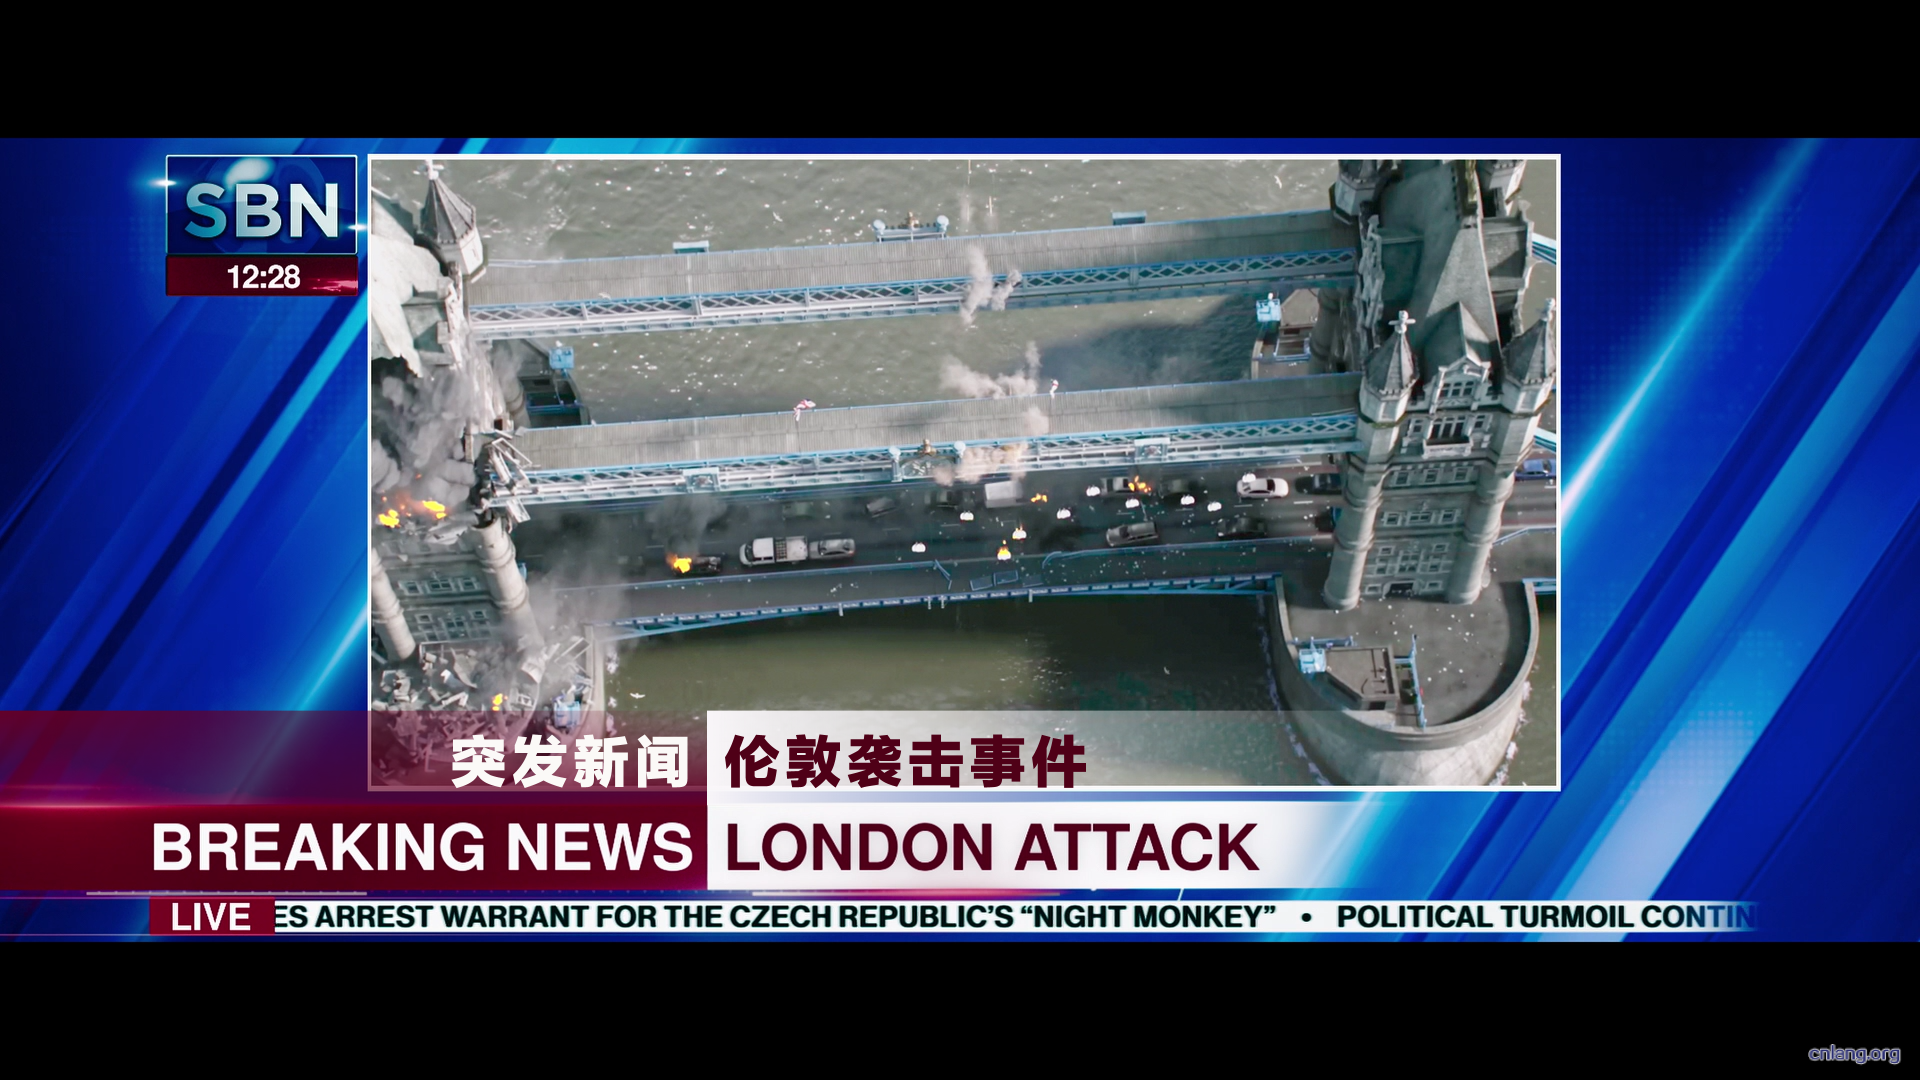 SBN
12:28
突发新闻 伦敦袭击事件
BREAKING NEWS LONDON ATTACK
LIVE ES ARREST WARRANT FOR THE CZECH REPUBLIC'S “NIGHT MONKEY” • POLITICAL TURMOIL CONTIN
cnlang.org